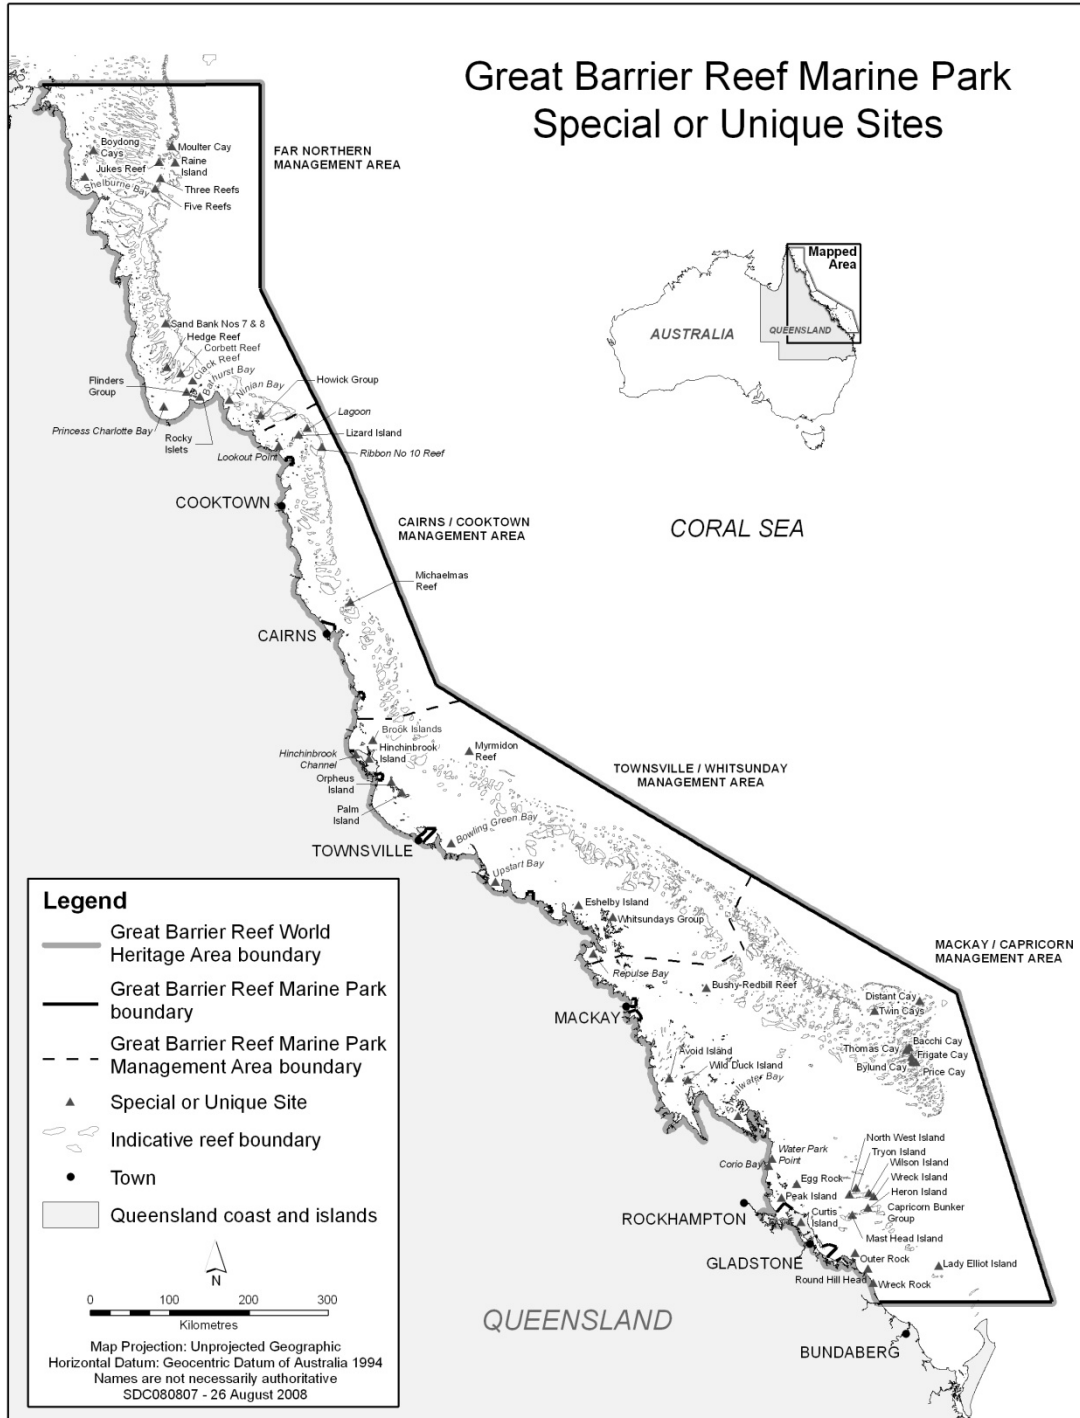 Great Barrier Reef Marine Park
Special or Unique Sites
FAR NORTHERN
MANAGEMENT AREA
Boydong
Cays
Moulter Cay
Jukes Reef
Raine
Island
Shelburne Bay
Three Reefs
Five Reefs
Mapped
Area
AUSTRALIA
QUEENSLAND
Sand Bank Nos 7 & 8
Hedge Reef
Corbett Reef
Clack Reef
Bathurst Bay
Flinders
Group
Ninian Bay
Howick Group
Princess Charlotte Bay
Rocky
Islets
Lagoon
Lizard Island
Lookout Point
Ribbon No 10 Reef
COOKTOWN
CAIRNS / COOKTOWN
MANAGEMENT AREA
CORAL SEA
Michaelmas
Reef
CAIRNS
Brook Islands
Hinchinbrook
Channel
Hinchinbrook
Island
Myrmidon
Reef
Orpheus
Island
Palm
Island
TOWNSVILLE / WHITSUNDAY
MANAGEMENT AREA
TOWNSVILLE
Bowling Green Bay
Upstart Bay
Eshelby Island
Whitsundays Group
Repulse Bay
Bushy-Redbill Reef
MACKAY / CAPRICORN
MANAGEMENT AREA
MACKAY
Distant Cay
Twin Cays
Bacchi Cay
Thomas Cay
Frigate Cay
Bylund Cay
Price Cay
Avoid Island
Wild Duck Island
Shoalwater Bay
Water Park
Point
Corio Bay
North West Island
Tryon Island
Wilson Island
Wreck Island
Heron Island
Capricorn Bunker
Group
Mast Head Island
Egg Rock
Peak Island
Curtis
Island
ROCKHAMPTON
GLADSTONE
Outer Rock
Lady Elliot Island
Round Hill Head
Wreck Rock
QUEENSLAND
BUNDABERG
Legend
Great Barrier Reef World
Heritage Area boundary
Great Barrier Reef Marine Park
boundary
Great Barrier Reef Marine Park
Management Area boundary
Special or Unique Site
Indicative reef boundary
Town
Queensland coast and islands
N
0 100 200 300
Kilometres
Map Projection: Unprojected Geographic
Horizontal Datum: Geocentric Datum of Australia 1994
Names are not necessarily authoritative
SDC080807 - 26 August 2008